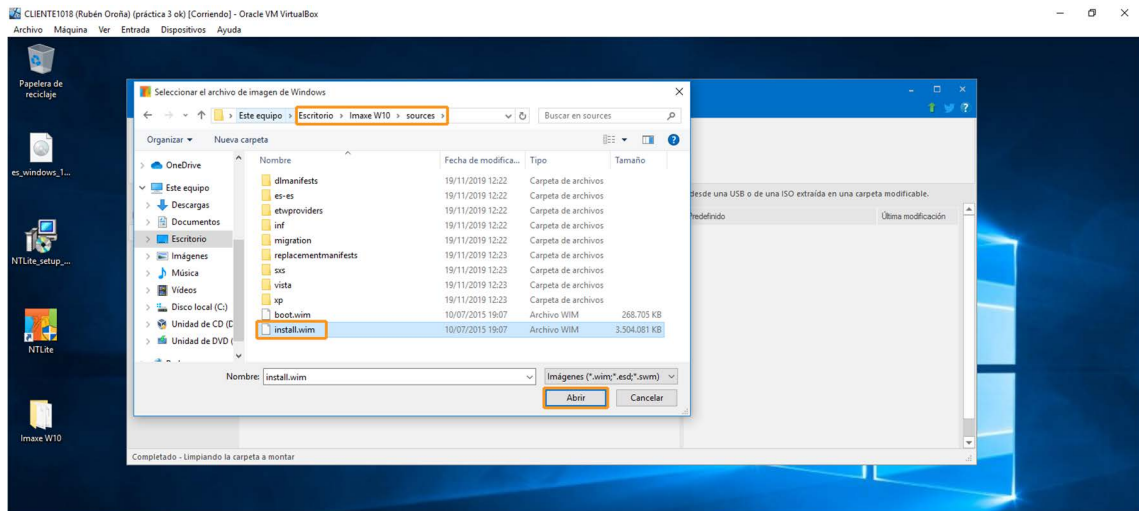 CLIENTE1018 (Rubén Oroña) (práctica 3 ok) [Corriendo] - Oracle VM VirtualBox
Archivo Máquina Ver Entrada Dispositivos Ayuda
Papelera de
reciclaje
es_windows_1...
NTLite_setup_...
NTLite
Imaxe W10
Seleccionar el archivo de imagen de Windows
Este equipo > Escritorio > Imaxe W10 > sources >
Buscar en sources
Organizar
Nueva carpeta
OneDrive
Este equipo
Descargas
Documentos
Escritorio
Imágenes
Música
Vídeos
Disco local (C:)
Unidad de CD (D
Unidad de DVD (
Nombre Fecha de modifica... Tipo Tamaño
dlmanifests 19/11/2019 12:22 Carpeta de archivos
es-es 19/11/2019 12:22 Carpeta de archivos
etwproviders 19/11/2019 12:22 Carpeta de archivos
inf 19/11/2019 12:22 Carpeta de archivos
migration 19/11/2019 12:22 Carpeta de archivos
replacementmanifests 19/11/2019 12:23 Carpeta de archivos
sxs 19/11/2019 12:23 Carpeta de archivos
vista 19/11/2019 12:23 Carpeta de archivos
xp 19/11/2019 12:23 Carpeta de archivos
boot.wim 10/07/2015 19:07 Archivo WIM 268.705 KB
install.wim 10/07/2015 19:07 Archivo WIM 3.504.081 KB
Nombre: install.wim
Imágenes (*.wim;*.esd;*.swm)
Abrir
Cancelar
desde una USB o de una ISO extraída en una carpeta modificable.
Predefinido
Última modificación
Completado - Limpiando la carpeta a montar